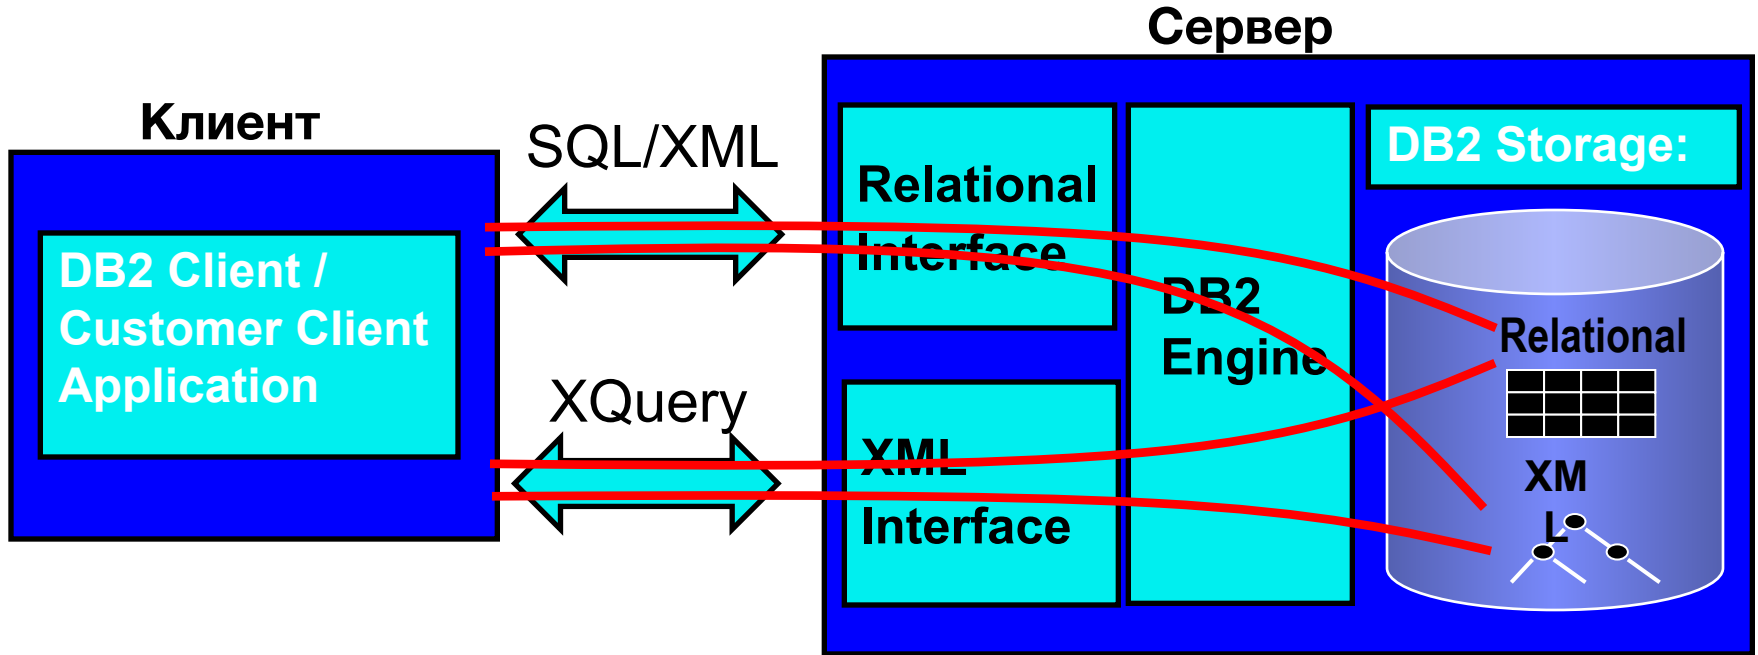 Сервер
Клиент
SQL/XML
DB2 Client /
Customer Client
Application
XQuery
Relational
Interface
XML
Interface
DB2
Engine
DB2 Storage:
Relational
XM
L